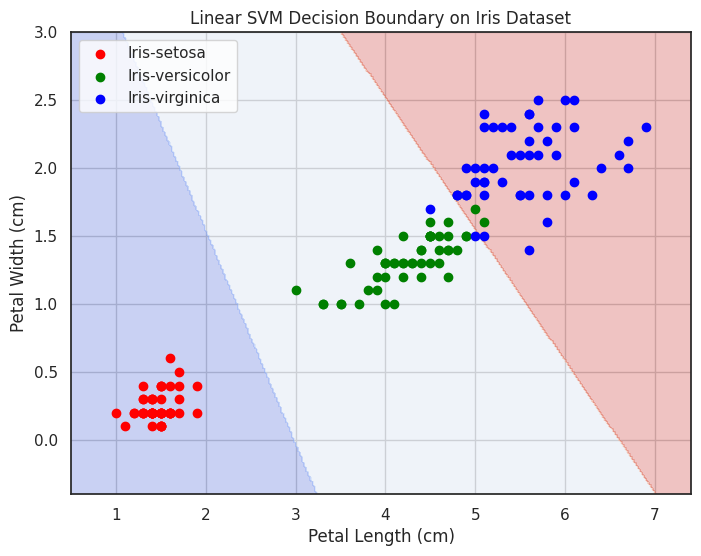 Linear SVM Decision Boundary on Iris Dataset
Iris-setosa
Iris-versicolor
Iris-virginica
3.0
2.5
2.0
1.5
1.0
0.5
0.0
Petal Width (cm)
1
2
3
4
5
6
7
Petal Length (cm)